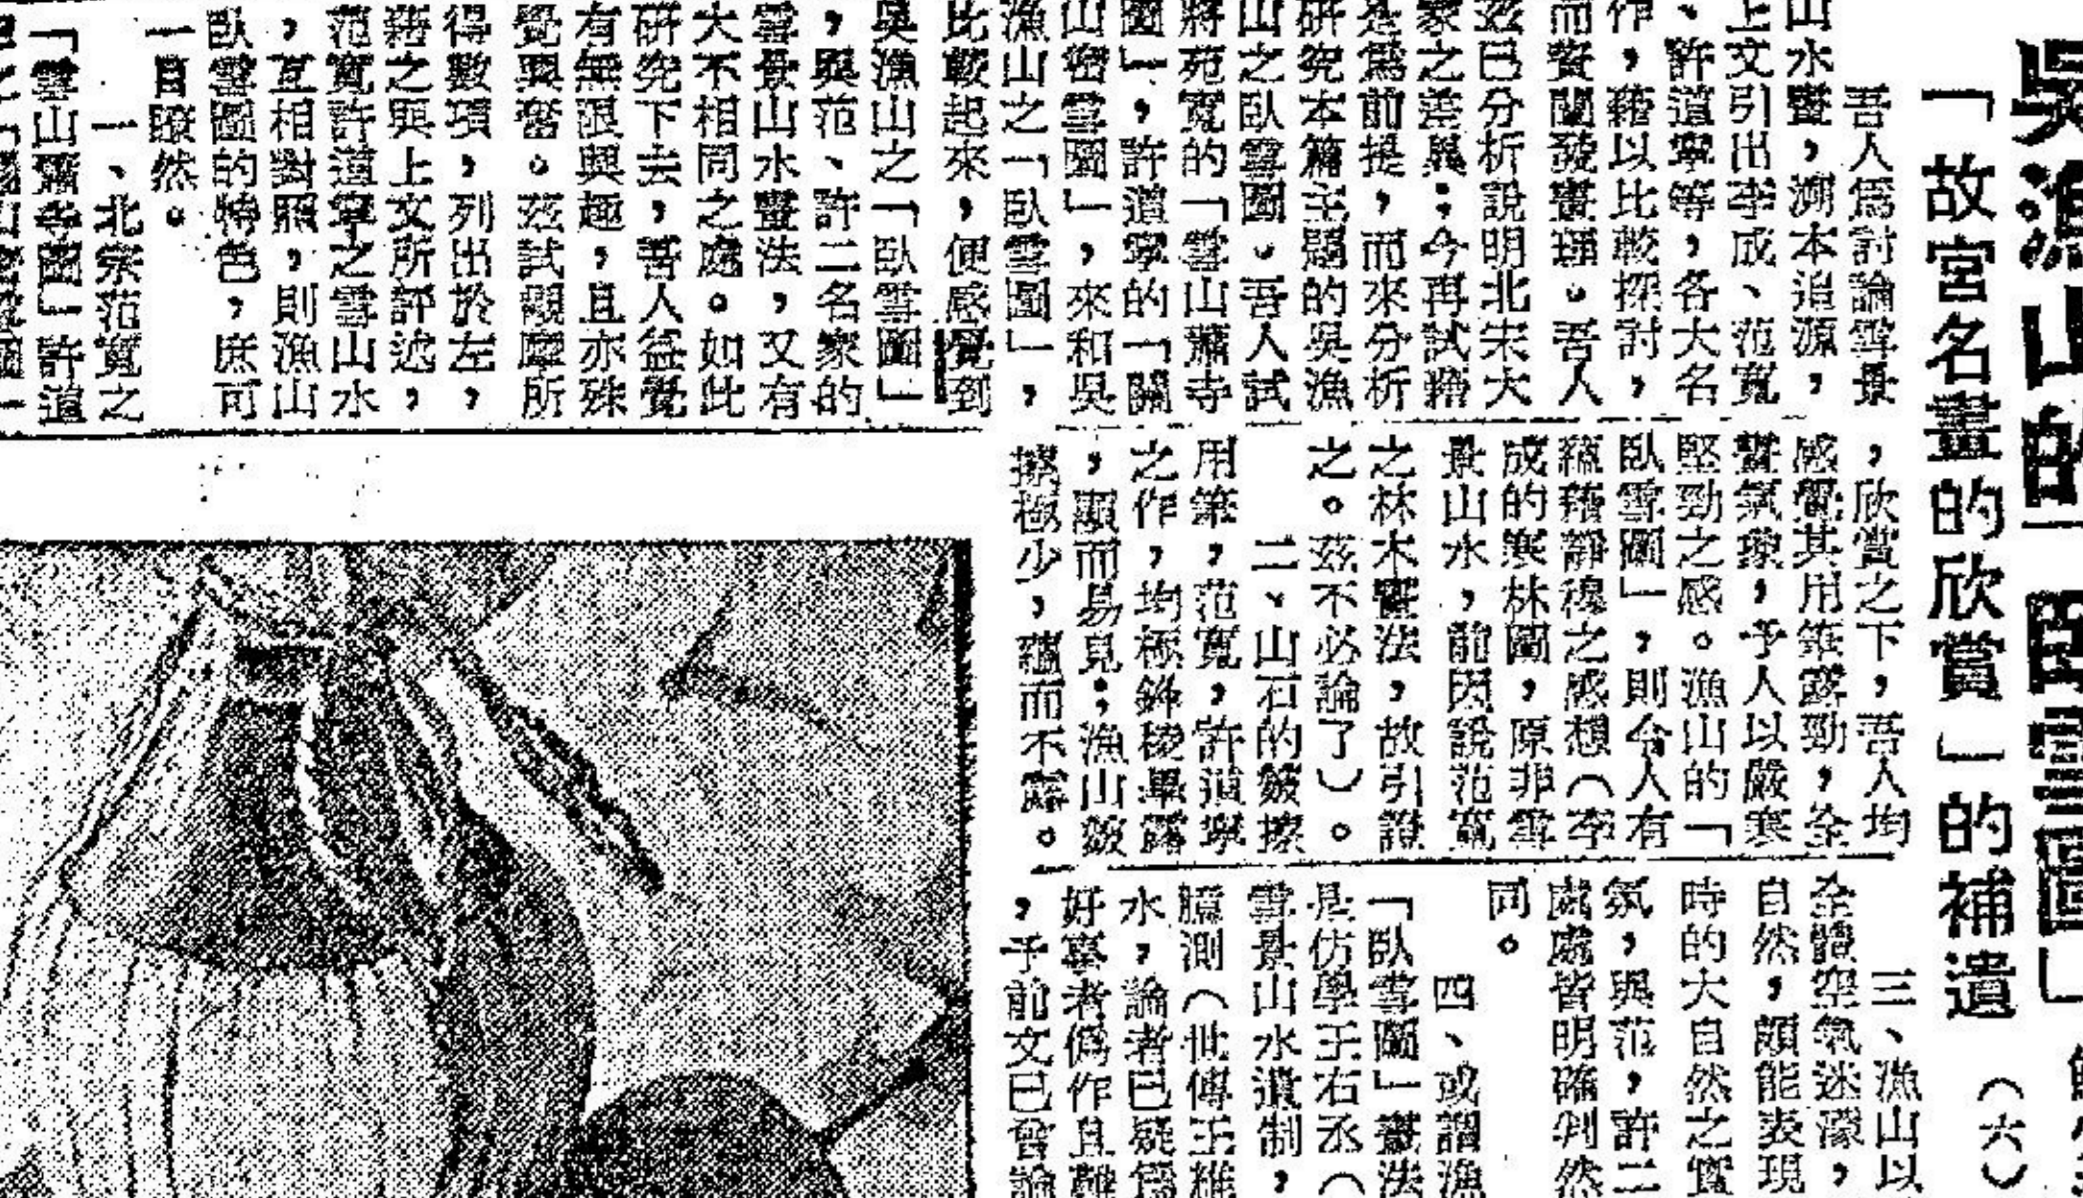 吳漁山的「臥雪圖」
「故宮名畫的欣賞」的補遺（六）
吾人爲討論雪景
山水畫，溯本追源，
上文引出李成、范寬
、許道寧等，各大名
作，藉以比較探討，
而資闡發畫理。吾人
茲已分析說明北宋大
家之差異；今再試藉
是爲前提，而來分析
研究本篇主題的吳漁
山之臥雪圖。吾人試
將范寬的「雪山蕭寺
圖」，許道寧的「關
山密雪圖」，來和吳
漁山之「臥雪圖」，
比較起來，便感覺到
吳漁山之「臥雪圖」
，與范、許二名家的
雪景山水畫法，又有
大不相同之處。如此
研究下去，吾人益覺
有無限興趣，且亦殊
覺興奮。茲試觀摩所
得數項，列出於左，
藉之與上文所評述，
范寬許道寧之雪山水
，互相對照，則漁山
臥雪圖的特色，庶可
一目瞭然。
一、北宗范寬之
「雪山蕭寺圖」許道
，欣賞之下，吾人均
感覺其用筆露勁，全
畫氣象，予人以嚴寒
堅勁之感。漁山的「
臥雪圖」，則令人有
蘊藉靜穆之感想（李
成的寒林圖，原非雪
景山水，前因說范寬
之林木畫法，故引證
之。茲不必論了）。
二、山石的皴擦
用筆，范寬，許道寧
之作，均極鋒稜畢露
，顯而易見；漁山皴
擦極少，蘊而不露。
三、漁山以
全體空氣迷濛，
自然，頗能表現
時的大自然之實
氛，與范，許二
處處皆明確判然
同。
四、或謂漁
「臥雪圖」畫法
是仿學王右丞（
雪景山水遺制，
臆測（世傳王維
水，論者已疑爲
好事者僞作且難
，予前文已曾論